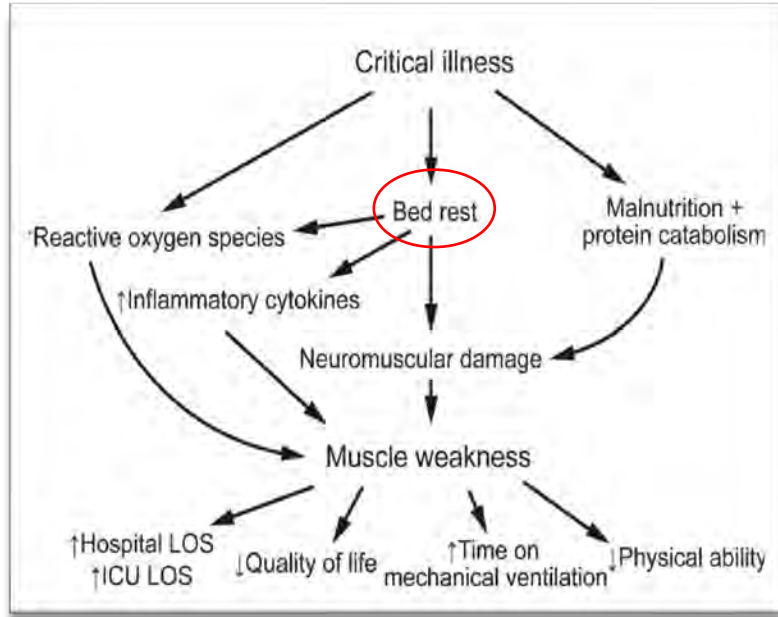 Critical illness
Bed rest
Malnutrition +
protein catabolism
Reactive oxygen species
↑Inflammatory cytokines
Neuromuscular damage
Muscle weakness
↑Hospital LOS
↑ICU LOS
↓Quality of life
↑Time on
mechanical ventilation
↓Physical ability